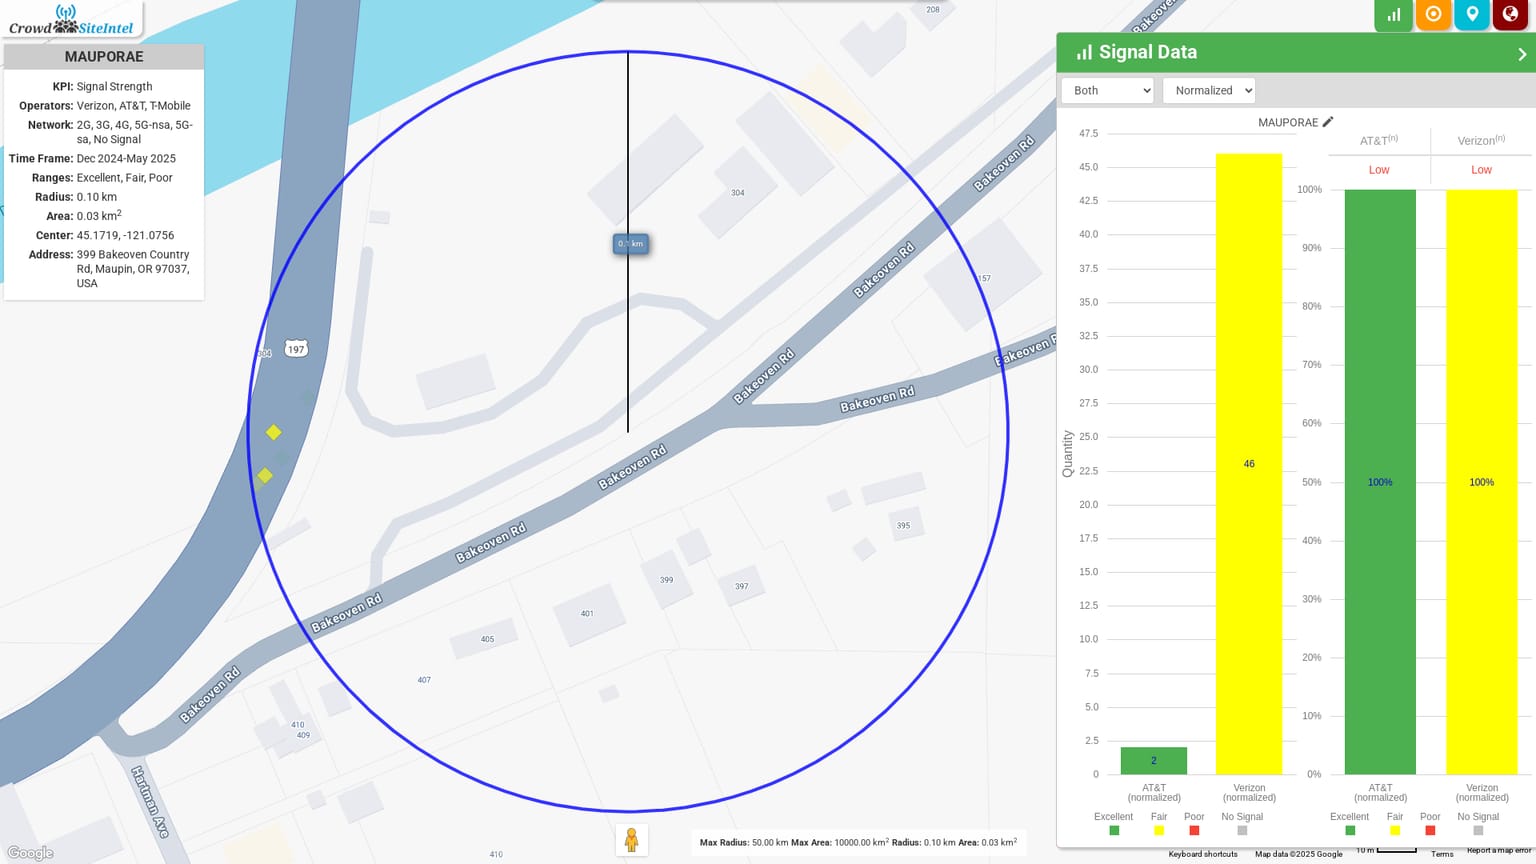 Crowd SiteIntel
MAUPORAE
KPI: Signal Strength
Operators: Verizon, AT&T, T-Mobile
Network: 2G, 3G, 4G, 5G-nsa, 5G-
sa, No Signal
Time Frame: Dec 2024-May 2025
Ranges: Excellent, Fair, Poor
Radius: 0.10 km
Area: 0.03 km²
Center: 45.1719, -121.0756
Address: 399 Bakeoven Country
Rd, Maupin, OR 97037,
USA
208
Bakeoven
Bakeoven Rd
304
0.1 km
Bakeoven Rd
157
304
197
Bakeoven R
Bakeoven Rd
Bakeoven Rd
Bakeoven Rd
395
Bakeoven Rd
399
397
401
Bakeoven Rd
405
407
Bakeoven Rd
410
409
Hartman Ave
410
Google
Max Radius: 50.00 km Max Area: 10000.00 km² Radius: 0.10 km Area: 0.03 km²
Signal Data
Both
Normalized
MAUPORAE
47.5
45.0
42.5
40.0
37.5
35.0
32.5
30.0
27.5
25.0
22.5
20.0
17.5
15.0
12.5
10.0
7.5
5.0
2.5
0
Quantity
46
2
AT&T
(normalized)
Verizon
(normalized)
Excellent
Fair
Poor
No Signal
AT&T(n)
Verizon(n)
Low
Low
100%
90%
80%
70%
60%
50%
40%
30%
20%
10%
0%
100%
100%
AT&T
(normalized)
Verizon
(normalized)
Excellent
Fair
Poor
No Signal
Keyboard shortcuts
Map data ©2025 Google
10 m
Terms
Report a map error